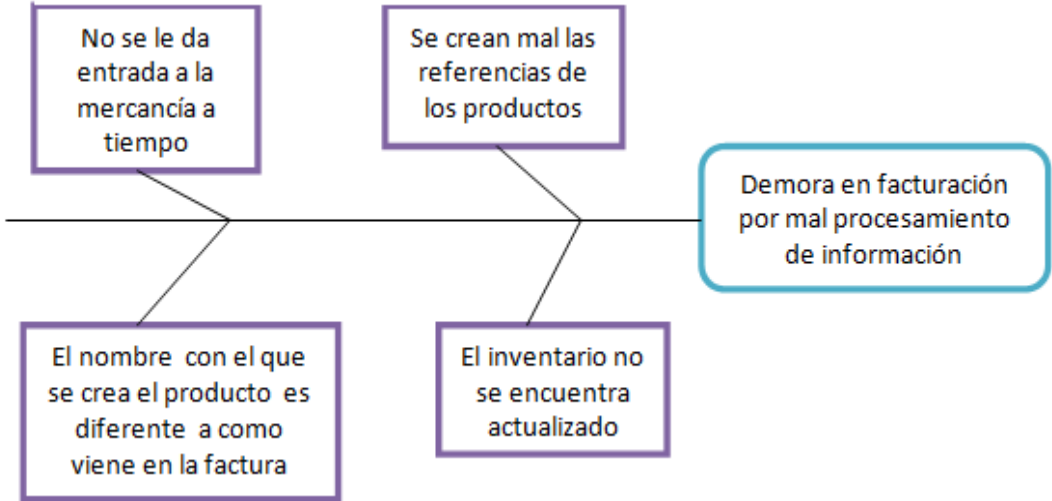 No se le da
entrada a la
mercancía a
tiempo
Se crean mal las
referencias de
los productos
Demora en facturación
por mal procesamiento
de información
El nombre con el que
se crea el producto es
diferente a como
viene en la factura
El inventario no
se encuentra
actualizado